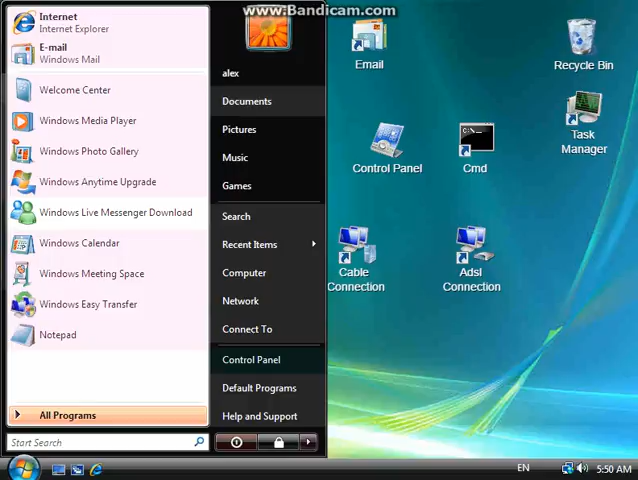 www.Bandicam.com
Internet
Internet Explorer
E-mail
Windows Mail
Welcome Center
Windows Media Player
Windows Photo Gallery
Windows Anytime Upgrade
Windows Live Messenger Download
Windows Calendar
Windows Meeting Space
Windows Easy Transfer
Notepad
All Programs
Start Search
alex
Documents
Pictures
Music
Games
Search
Recent Items
Computer
Network
Connect To
Control Panel
Default Programs
Help and Support
Email
Recycle Bin
Control Panel
Cmd
C:\_
Task
Manager
Cable
Connection
Adsl
Connection
EN
5:50 AM